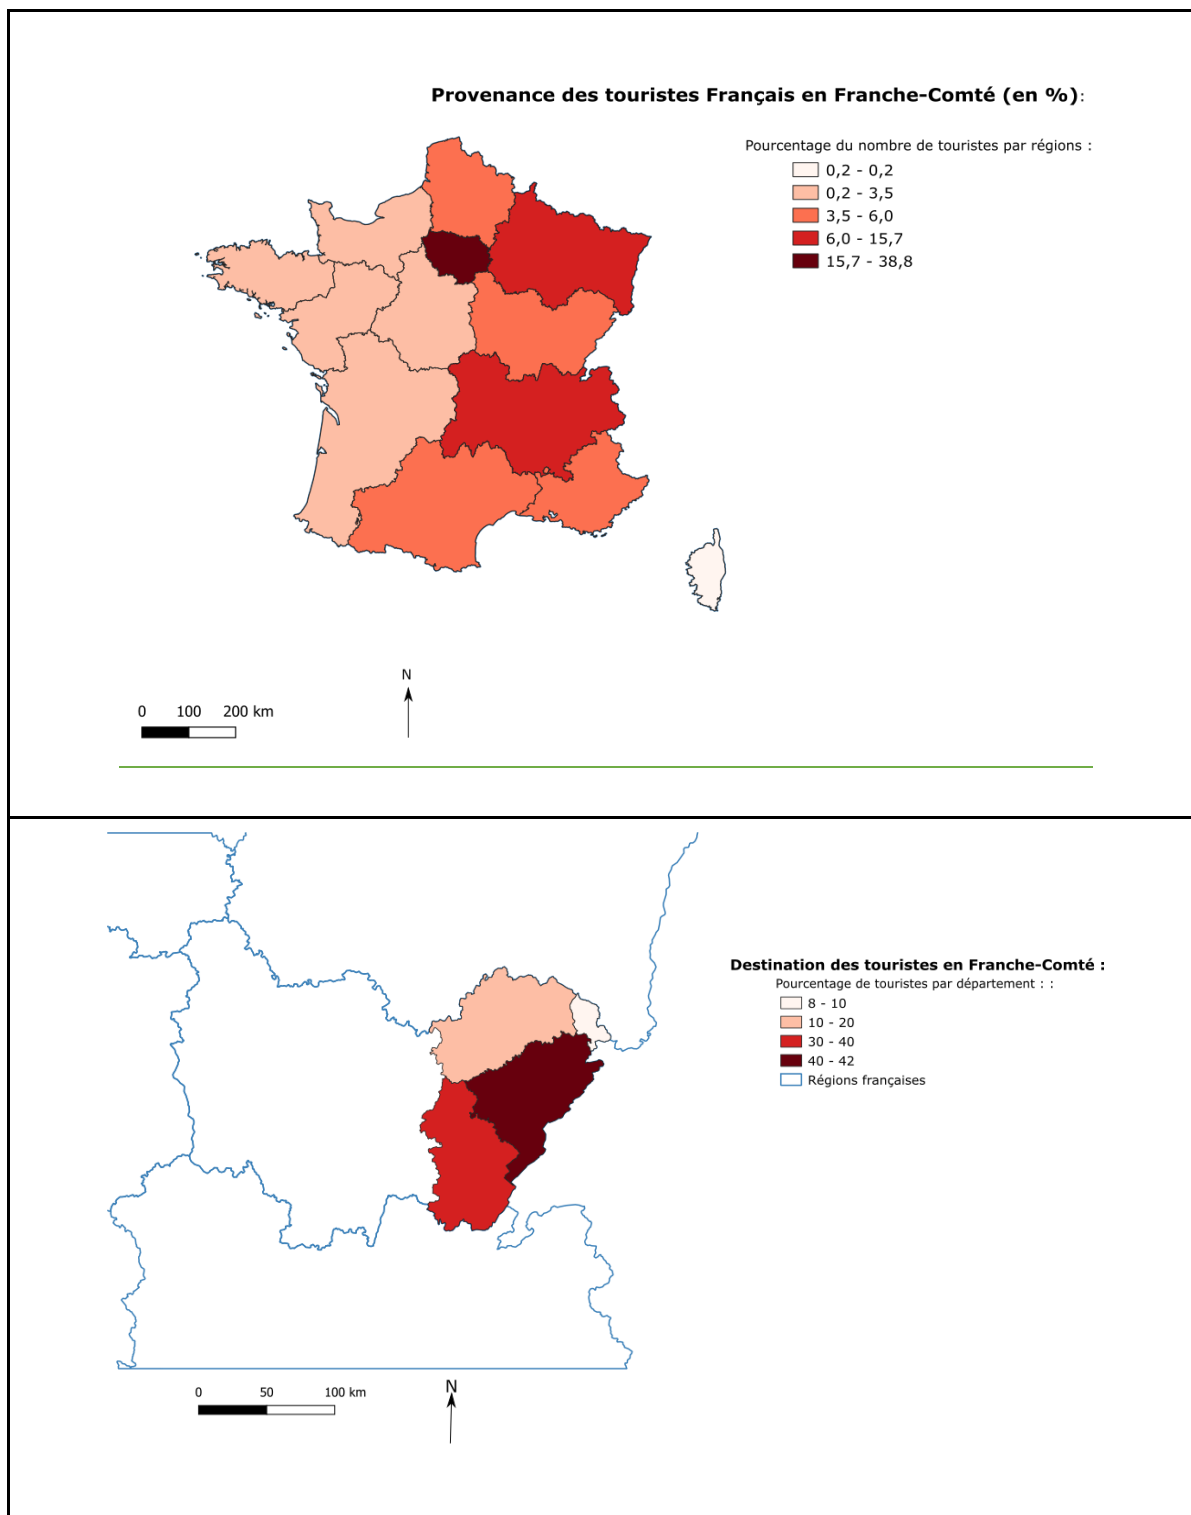 Provenance des touristes Français en Franche-Comté (en %):
Pourcentage du nombre de touristes par régions :
0,2 - 0,2
0,2 - 3,5
3,5 - 6,0
6,0 - 15,7
15,7 - 38,8
N
0 100 200 km
Destination des touristes en Franche-Comté :
Pourcentage de touristes par département : :
8 - 10
10 - 20
30 - 40
40 - 42
Régions françaises
N
0 50 100 km